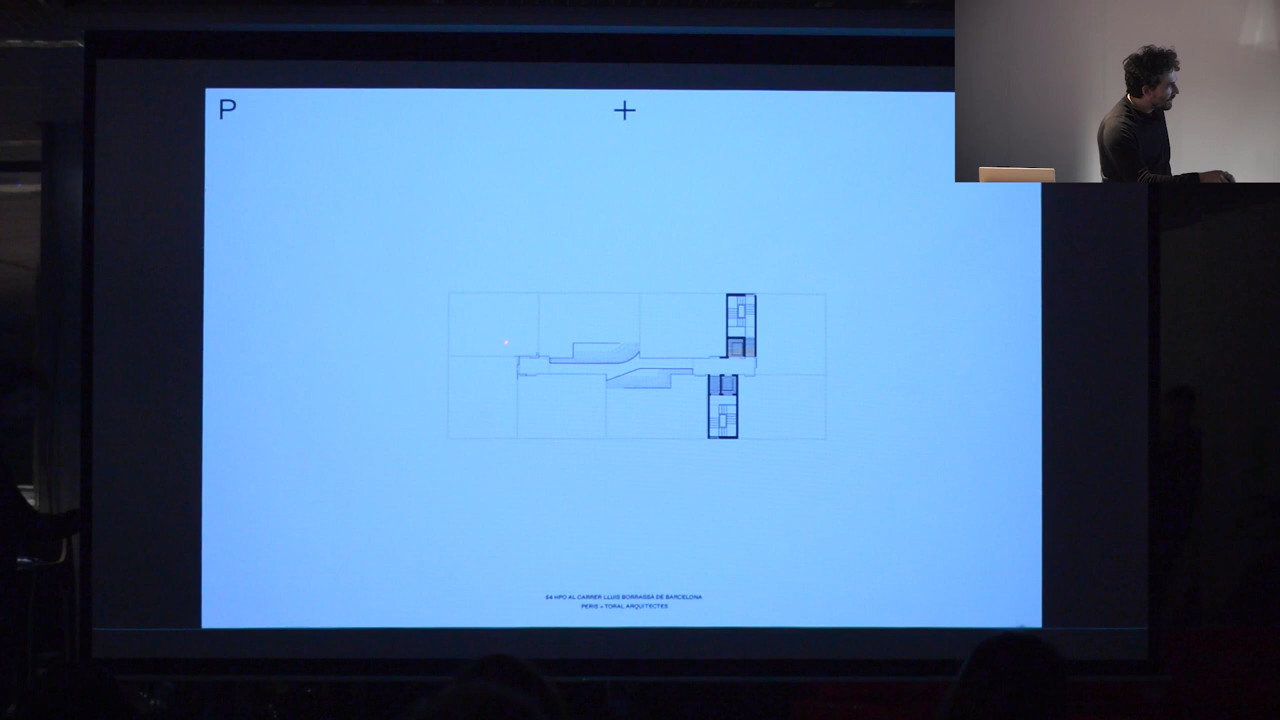 P +
54 HPO AL CARRER LLUIS BORRASSÀ DE BARCELONA
PERIS + TORAL ARQUITECTES